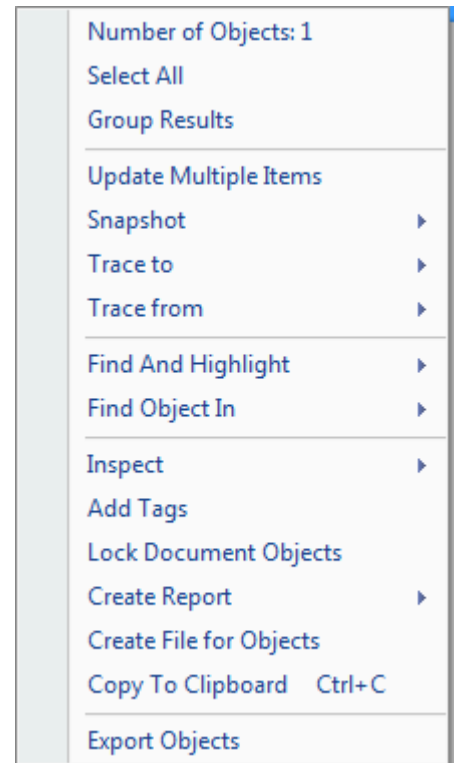 Number of Objects: 1
Select All
Group Results
Update Multiple Items
Snapshot
Trace to
Trace from
Find And Highlight
Find Object In
Inspect
Add Tags
Lock Document Objects
Create Report
Create File for Objects
Copy To Clipboard Ctrl+C
Export Objects